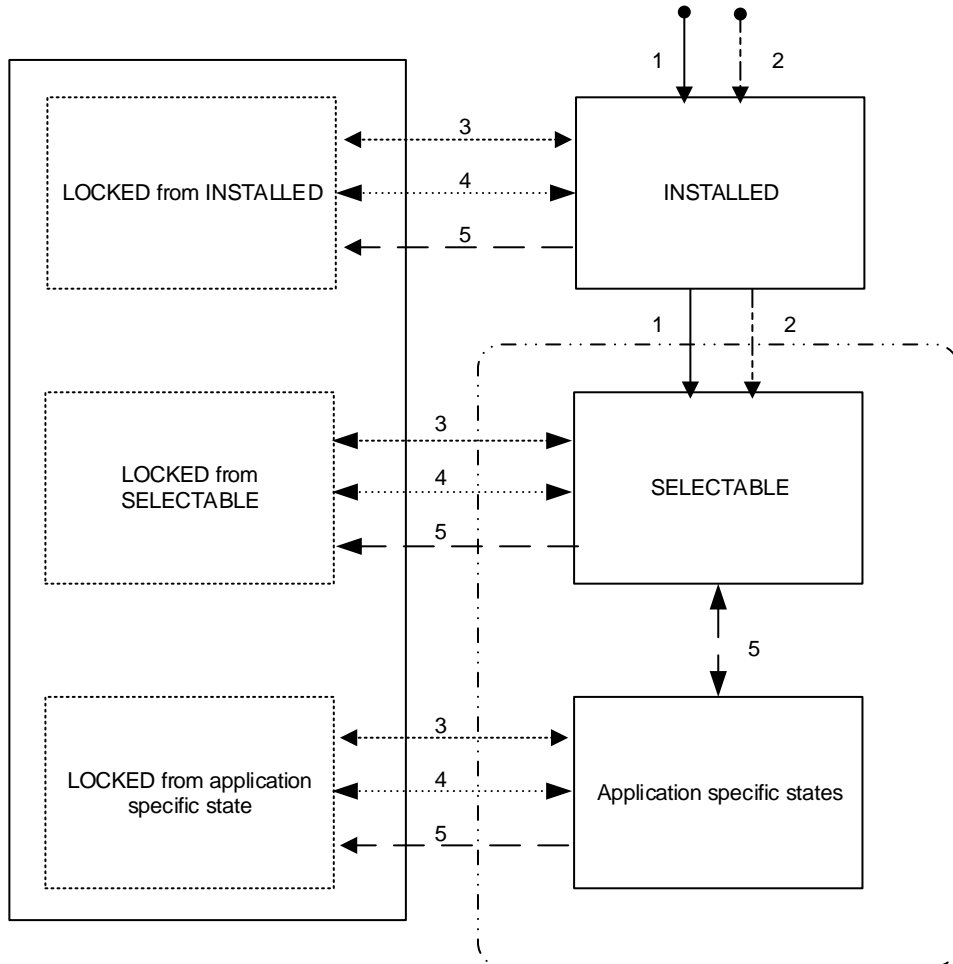 1
2
3
LOCKED from INSTALLED
4
INSTALLED
5
1
2
3
LOCKED from
SELECTABLE
4
SELECTABLE
5
5
3
LOCKED from application
specific state
4
Application specific states
5